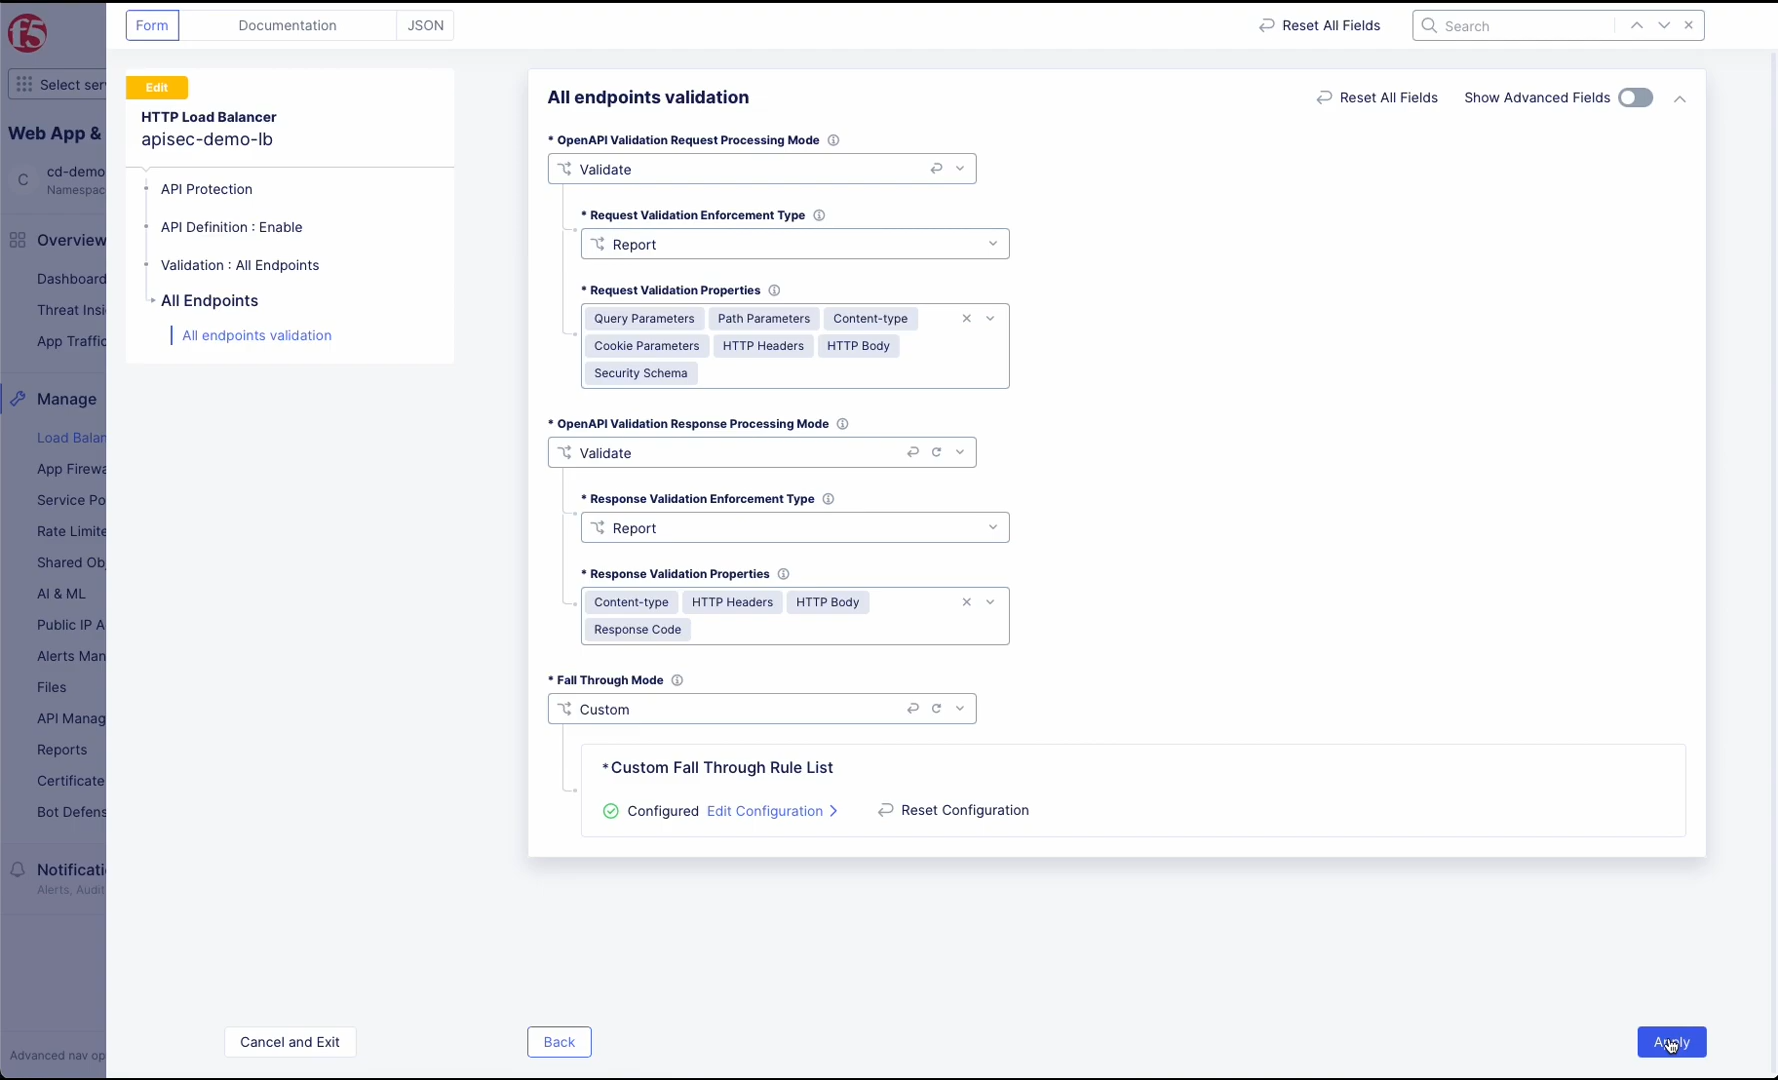 f5
Form
Documentation
JSON
Reset All Fields
Search
Select ser
Web App &
C
cd-demo
Namespac
Overview
Dashboard
Threat Insi
App Traffic
Manage
Load Balan
App Firewa
Service Po
Rate Limite
Shared Obj
AI & ML
Public IP A
Alerts Man
Files
API Manag
Reports
Certificate
Bot Defens
Notificati
Alerts, Audit
Advanced nav op
Edit
HTTP Load Balancer
apisec-demo-lb
API Protection
API Definition : Enable
Validation : All Endpoints
All Endpoints
All endpoints validation
All endpoints validation
Reset All Fields
Show Advanced Fields
* OpenAPI Validation Request Processing Mode
Validate
* Request Validation Enforcement Type
Report
* Request Validation Properties
Query Parameters Path Parameters Content-type
Cookie Parameters HTTP Headers HTTP Body
Security Schema
* OpenAPI Validation Response Processing Mode
Validate
* Response Validation Enforcement Type
Report
* Response Validation Properties
Content-type HTTP Headers HTTP Body
Response Code
* Fall Through Mode
Custom
* Custom Fall Through Rule List
Configured Edit Configuration Reset Configuration
Cancel and Exit
Back
Apply